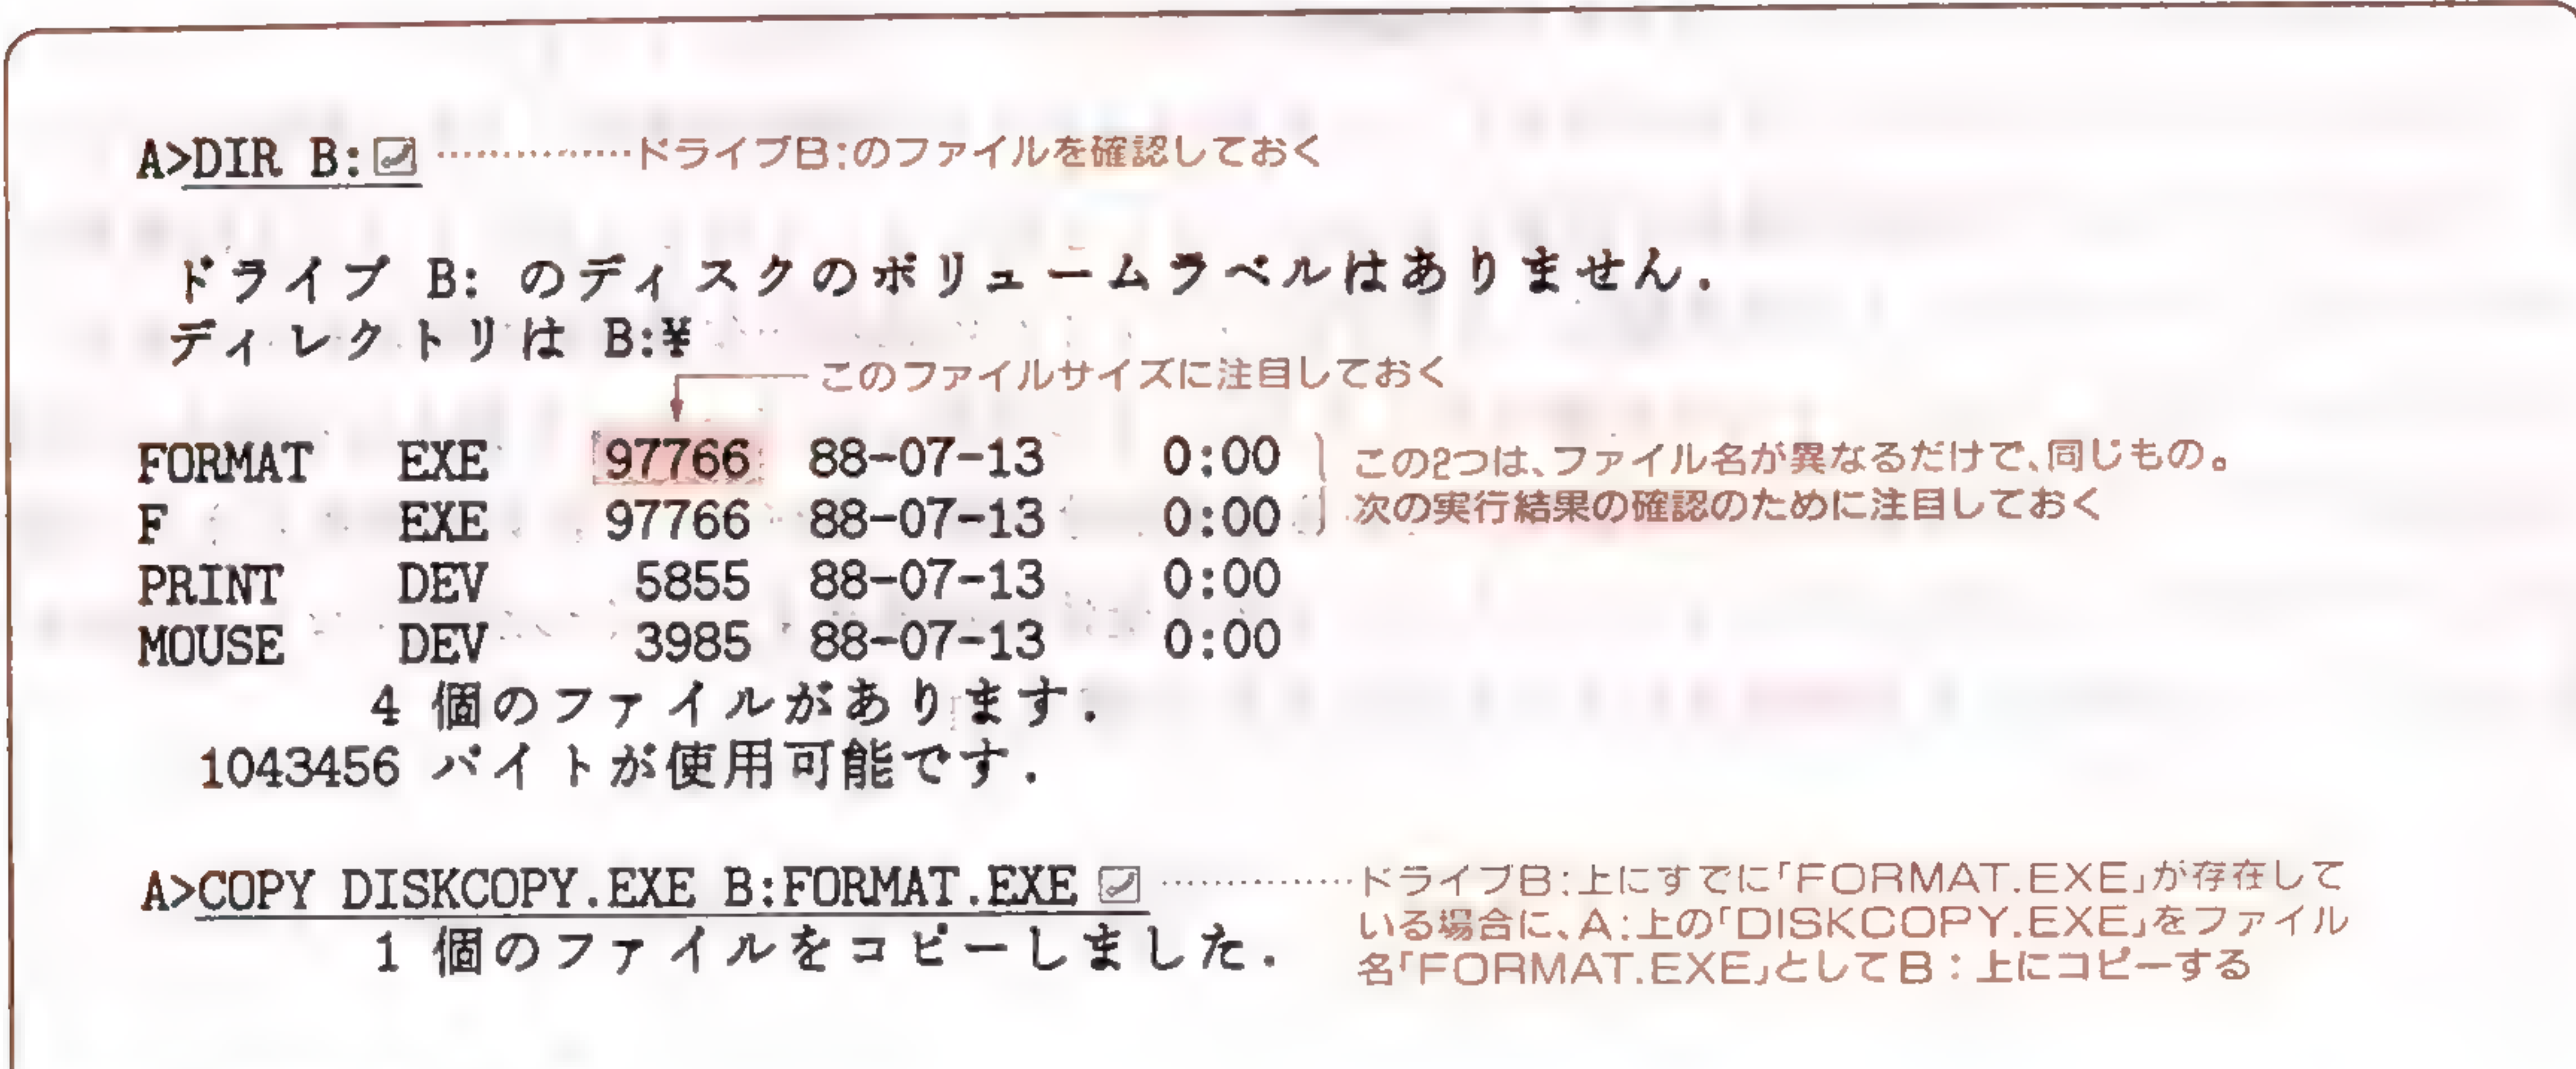 A>DIR B: …………ドライブB:のファイルを確認しておく
ドライブ B: のディスクのボリュームラベルはありません.
ディレクトリは B:¥
このファイルサイズに注目しておく
FORMAT EXE 97766 88-07-13 0:00 この2つは、ファイル名が異なるだけで、同じもの。
F EXE 97766 88-07-13 0:00 次の実行結果の確認のために注目しておく
PRINT DEV 5855 88-07-13 0:00
MOUSE DEV 3985 88-07-13 0:00
4 個のファイルがあります.
1043456 バイトが使用可能です.
A>COPY DISKCOPY.EXE B:FORMAT.EXE …………ドライブB:上にすでに「FORMAT.EXE」が存在して
いる場合に、A:上の「DISKCOPY.EXE」をファイル
1 個のファイルをコピーしました.
名「FORMAT.EXE」としてB:上にコピーする